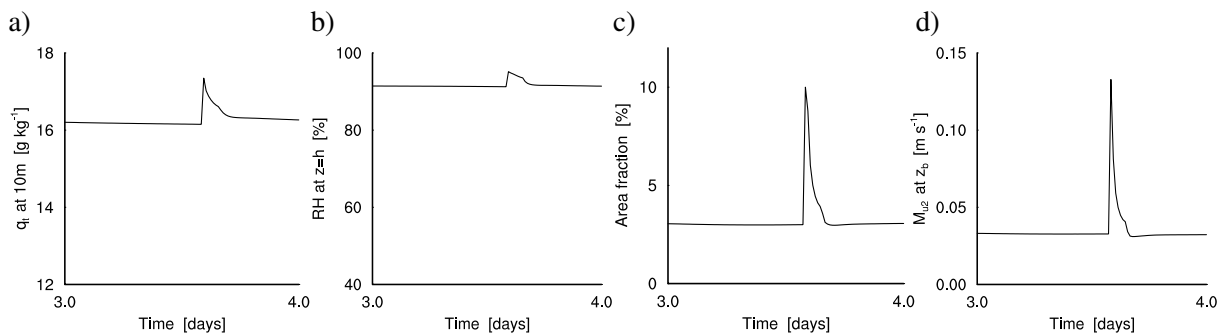 a)
18
16
14
12
q_t at 10m [g kg^-1]
3.0
4.0
Time [days]
b)
100
80
60
40
RH at z=h [%]
3.0
4.0
Time [days]
c)
10
5
0
Area fraction [%]
3.0
4.0
Time [days]
d)
0.15
0.10
0.05
0.00
M_u2 at z_b [m s^-1]
3.0
4.0
Time [days]